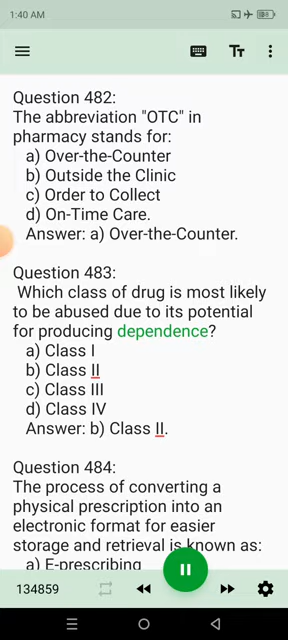 1:40 AM
Question 482:
The abbreviation "OTC" in
pharmacy stands for:
a) Over-the-Counter
b) Outside the Clinic
c) Order to Collect
d) On-Time Care.
Answer: a) Over-the-Counter.
Question 483:
Which class of drug is most likely
to be abused due to its potential
for producing dependence?
a) Class I
b) Class II
c) Class III
d) Class IV
Answer: b) Class II.
Question 484:
The process of converting a
physical prescription into an
electronic format for easier
storage and retrieval is known as:
a) E-prescribing
134859